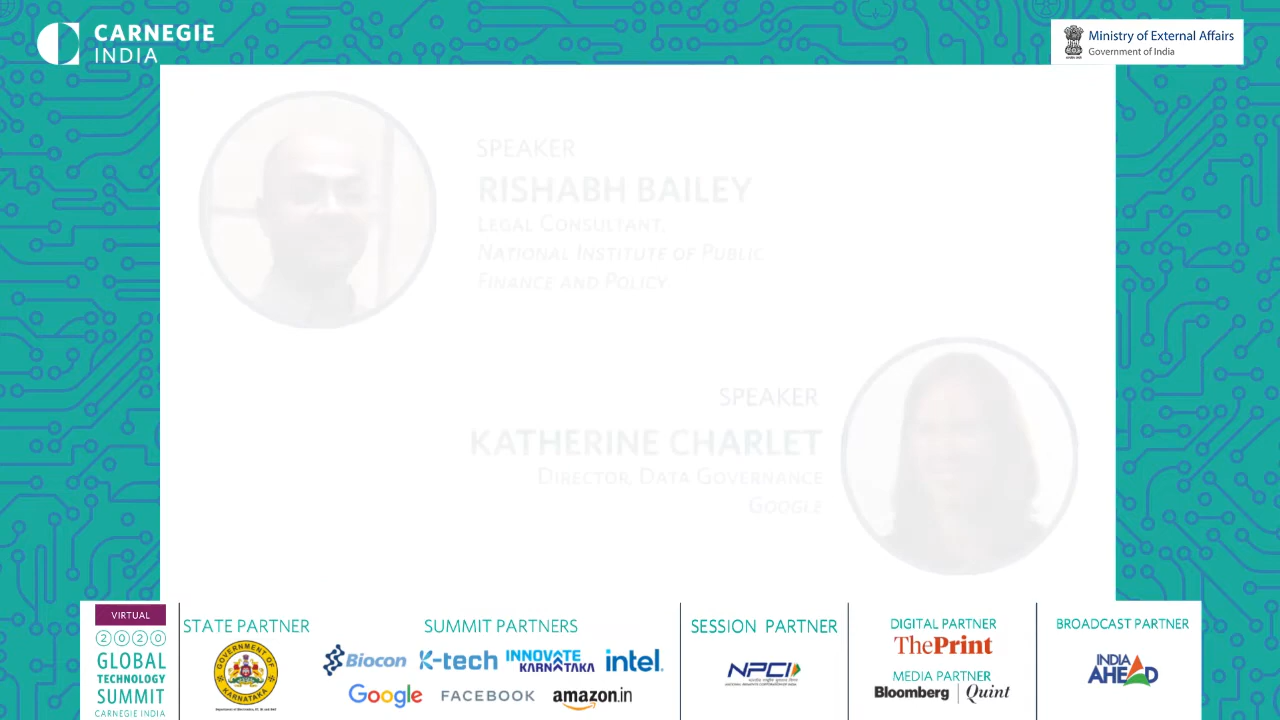 CARNEGIE
INDIA
Ministry of External Affairs
Government of India
SPEAKER
RISHABH BAILEY
LEGAL CONSULTANT,
NATIONAL INSTITUTE OF PUBLIC
FINANCE AND POLICY
SPEAKER
KATHERINE CHARLET
DIRECTOR, DATA GOVERNANCE
GOOGLE
VIRTUAL
2020
GLOBAL
TECHNOLOGY
SUMMIT
CARNEGIE INDIA
STATE PARTNER
GOVERNMENT OF
KARNATAKA
SUMMIT PARTNERS
Biocon
K-tech
INNOVATE
KARNATAKA
intel.
Google
FACEBOOK
amazon.in
SESSION PARTNER
NPCI
DIGITAL PARTNER
ThePrint
MEDIA PARTNER
Bloomberg | Quint
BROADCAST PARTNER
INDIA
AHEAD